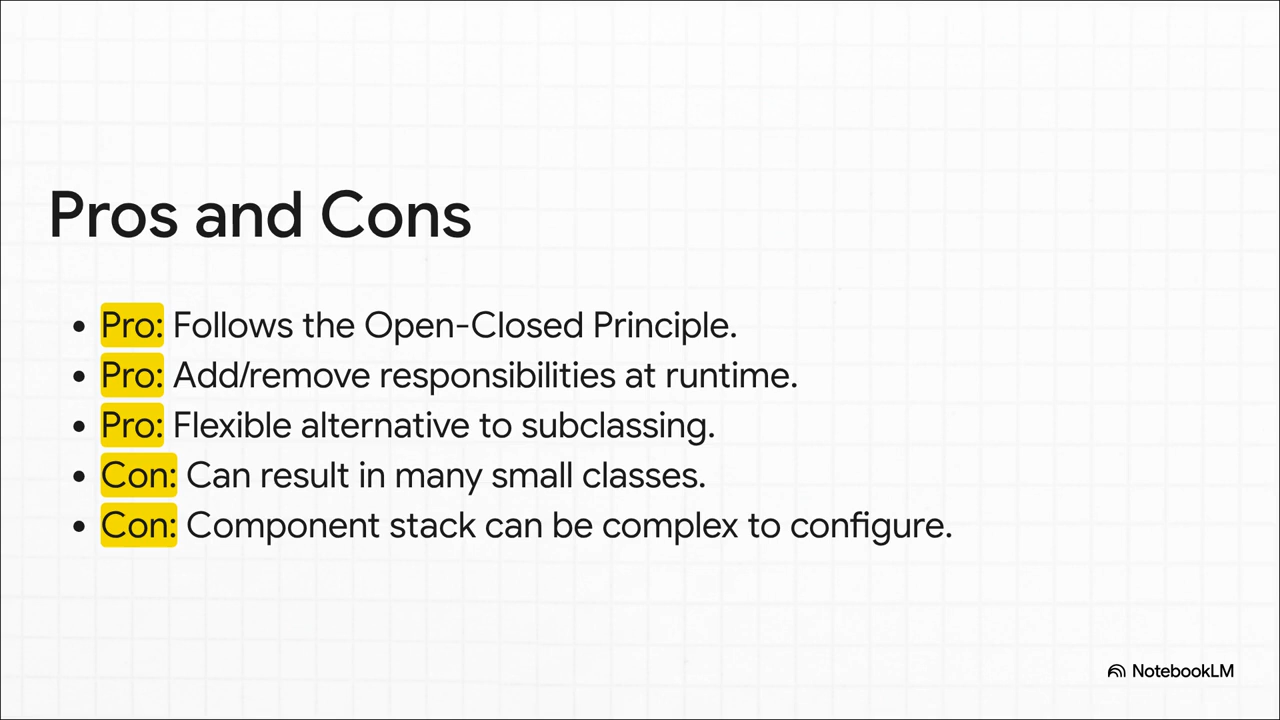 Pros and Cons
• Pro: Follows the Open-Closed Principle.
• Pro: Add/remove responsibilities at runtime.
• Pro: Flexible alternative to subclassing.
• Con: Can result in many small classes.
• Con: Component stack can be complex to configure.
NotebookLM